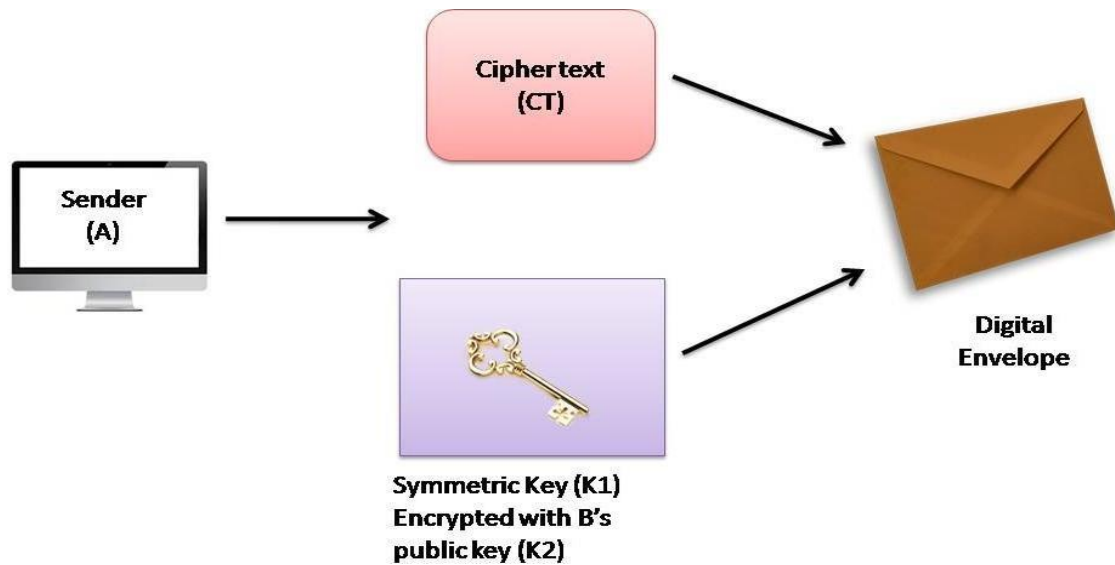 Cipher text
(CT)
Sender
(A)
Digital
Envelope
Symmetric Key (K1)
Encrypted with B's
public key (K2)